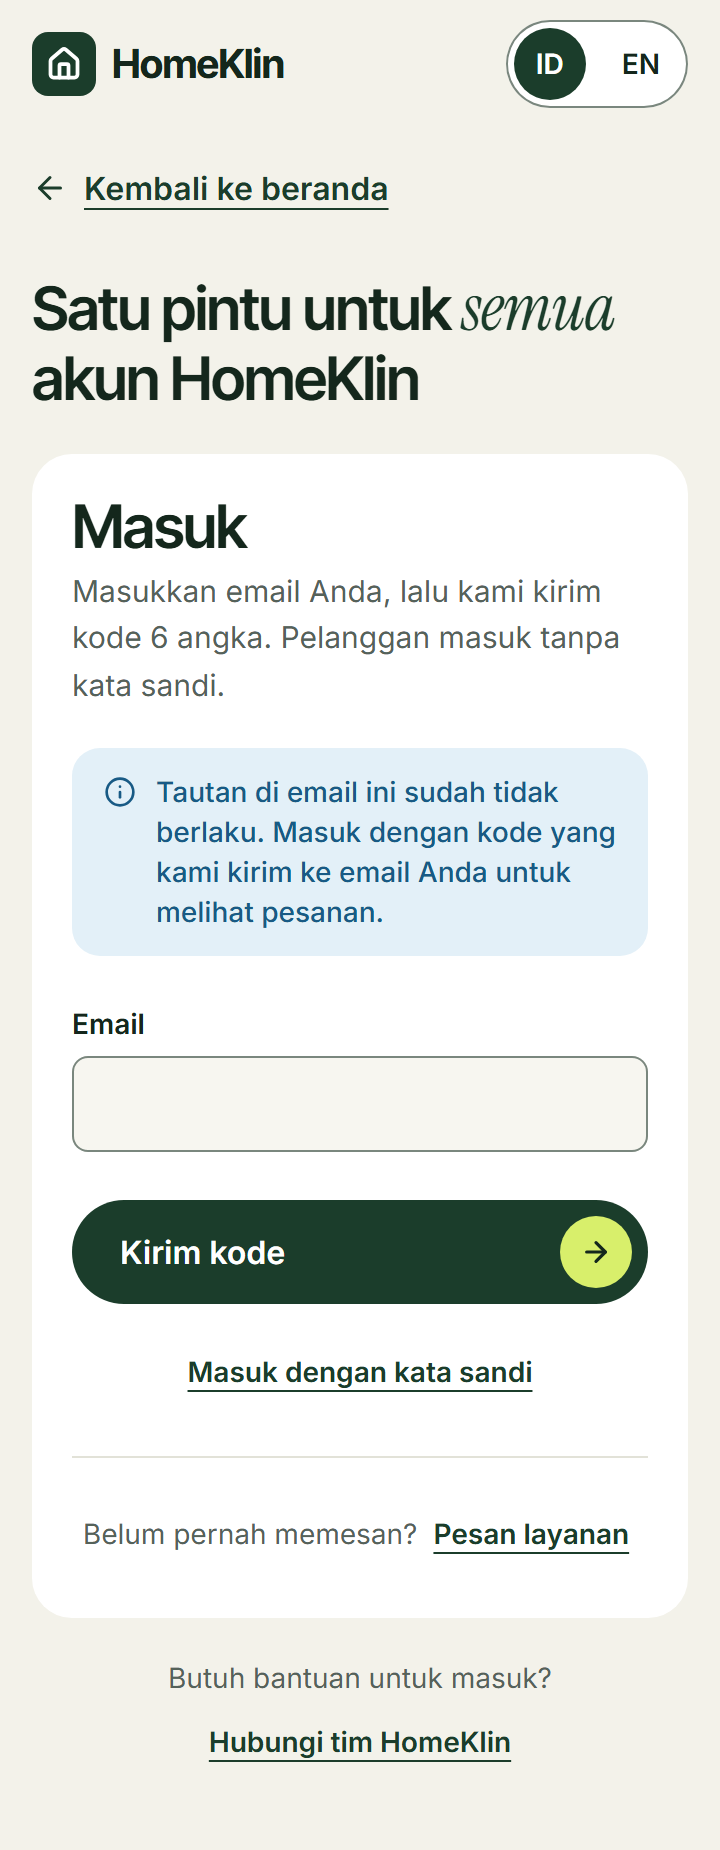 HomeKlin
ID EN
Kembali ke beranda
Satu pintu untuk semua
akun HomeKlin
Masuk
Masukkan email Anda, lalu kami kirim
kode 6 angka. Pelanggan masuk tanpa
kata sandi.
Tautan di email ini sudah tidak
berlaku. Masuk dengan kode yang
kami kirim ke email Anda untuk
melihat pesanan.
Email
Kirim kode
Masuk dengan kata sandi
Belum pernah memesan? Pesan layanan
Butuh bantuan untuk masuk?
Hubungi tim HomeKlin